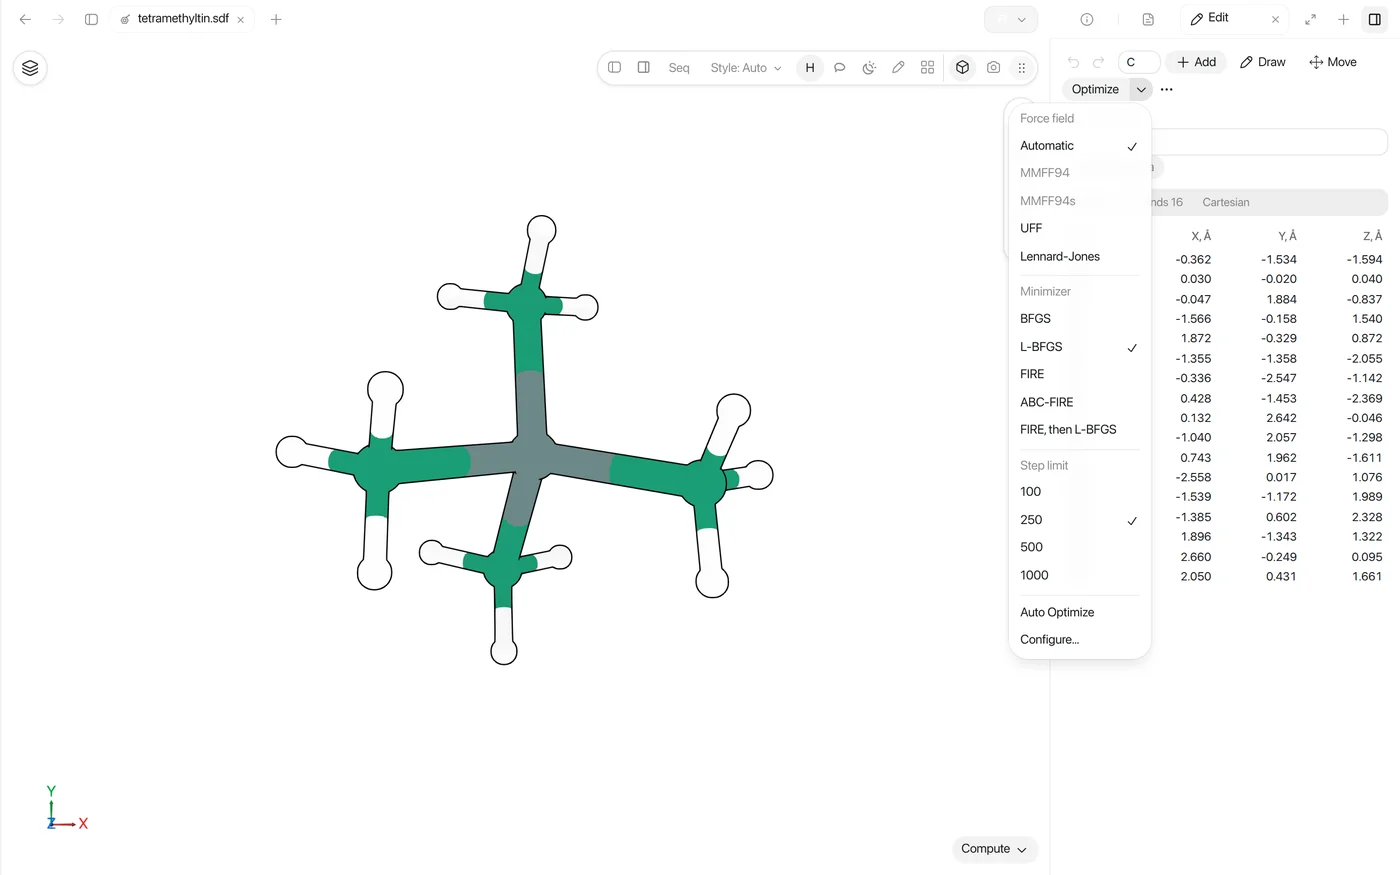 tetramethyltin.sdf
Edit
Seq
Style: Auto
H
C
Add
Draw
Move
Optimize
Force field
Automatic
MMFF94
MMFF94s
UFF
Lennard-Jones
Minimizer
BFGS
L-BFGS
FIRE
ABC-FIRE
FIRE, then L-BFGS
Step limit
100
250
500
1000
Auto Optimize
Configure...
nds 16 Cartesian
X, Å Y, Å Z, Å
-0.362 -1.534 -1.594
0.030 -0.020 0.040
-0.047 1.884 -0.837
-1.566 -0.158 1.540
1.872 -0.329 0.872
-1.355 -1.358 -2.055
-0.336 -2.547 -1.142
0.428 -1.453 -2.369
0.132 2.642 -0.046
-1.040 2.057 -1.298
0.743 1.962 -1.611
-2.558 0.017 1.076
-1.539 -1.172 1.989
-1.385 0.602 2.328
1.896 -1.343 1.322
2.660 -0.249 0.095
2.050 0.431 1.661
Y
Z
X
Compute